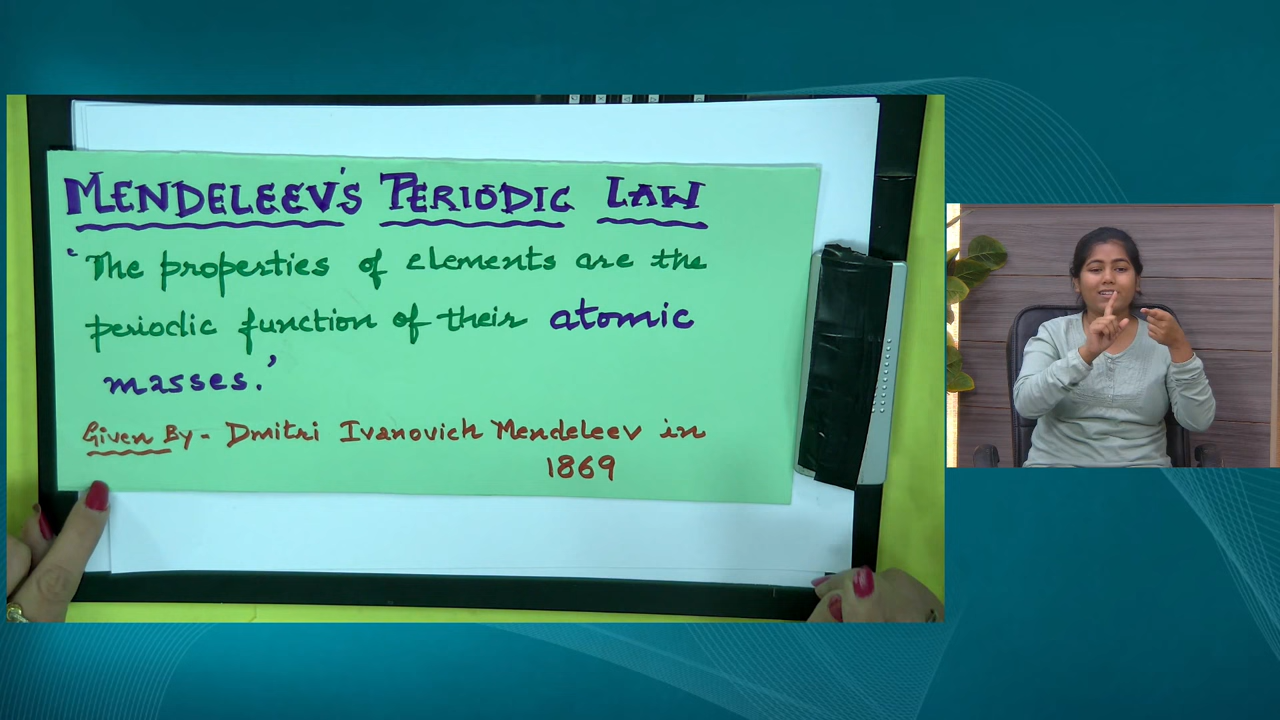 MENDELEEV'S PERIODIC LAW
'The properties of elements are the
periodic function of their atomic
masses.'
Given By - Dmitri Ivanovich Mendeleev in
1869